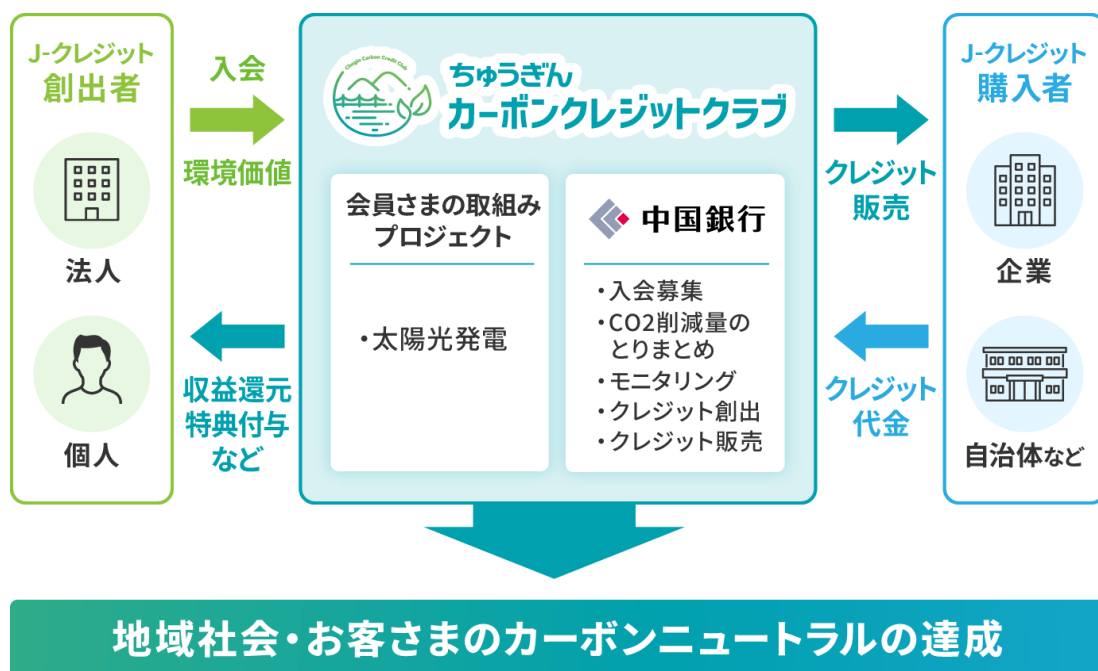 J-クレジット
創出者
法人
個人
入会
環境価値
収益還元
特典付与
など
Chugin Carbon Credit Club
ちゅうぎん
カーボンクレジットクラブ
会員さまの取組み
プロジェクト
・太陽光発電
中国銀行
・入会募集
・CO2削減量の
とりまとめ
・モニタリング
・クレジット創出
・クレジット販売
クレジット
販売
クレジット
代金
J-クレジット
購入者
企業
自治体など
地域社会・お客さまのカーボンニュートラルの達成